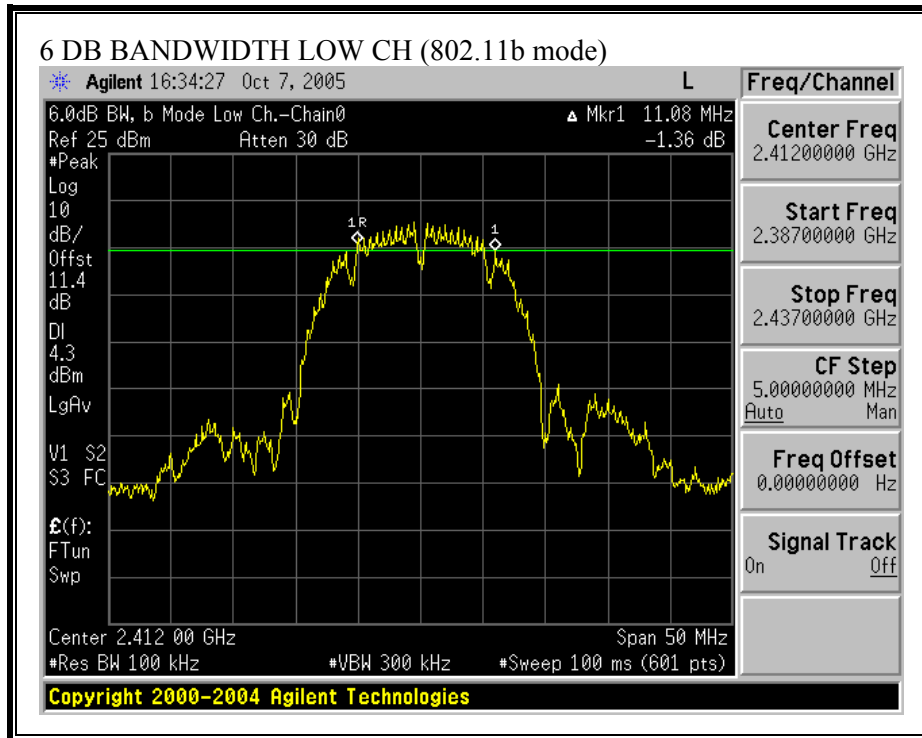 6 DB BANDWIDTH LOW CH (802.11b mode)
Agilent 16:34:27 Oct 7, 2005 L
6.0dB BW, b Mode Low Ch.-Chain0 Δ Mkr1 11.08 MHz
Ref 25 dBm Atten 30 dB -1.36 dB
#Peak
Log
10
dB/
Offst
11.4
dB
DI
4.3
dBm
LgAv
V1 S2
S3 FC
£(f):
FTun
Swp
1R
1
Center 2.412 00 GHz Span 50 MHz
#Res BW 100 kHz #VBW 300 kHz #Sweep 100 ms (601 pts)
Copyright 2000-2004 Agilent Technologies
Freq/Channel
Center Freq
2.41200000 GHz
Start Freq
2.38700000 GHz
Stop Freq
2.43700000 GHz
CF Step
5.00000000 MHz
Auto Man
Freq Offset
0.00000000 Hz
Signal Track
On Off